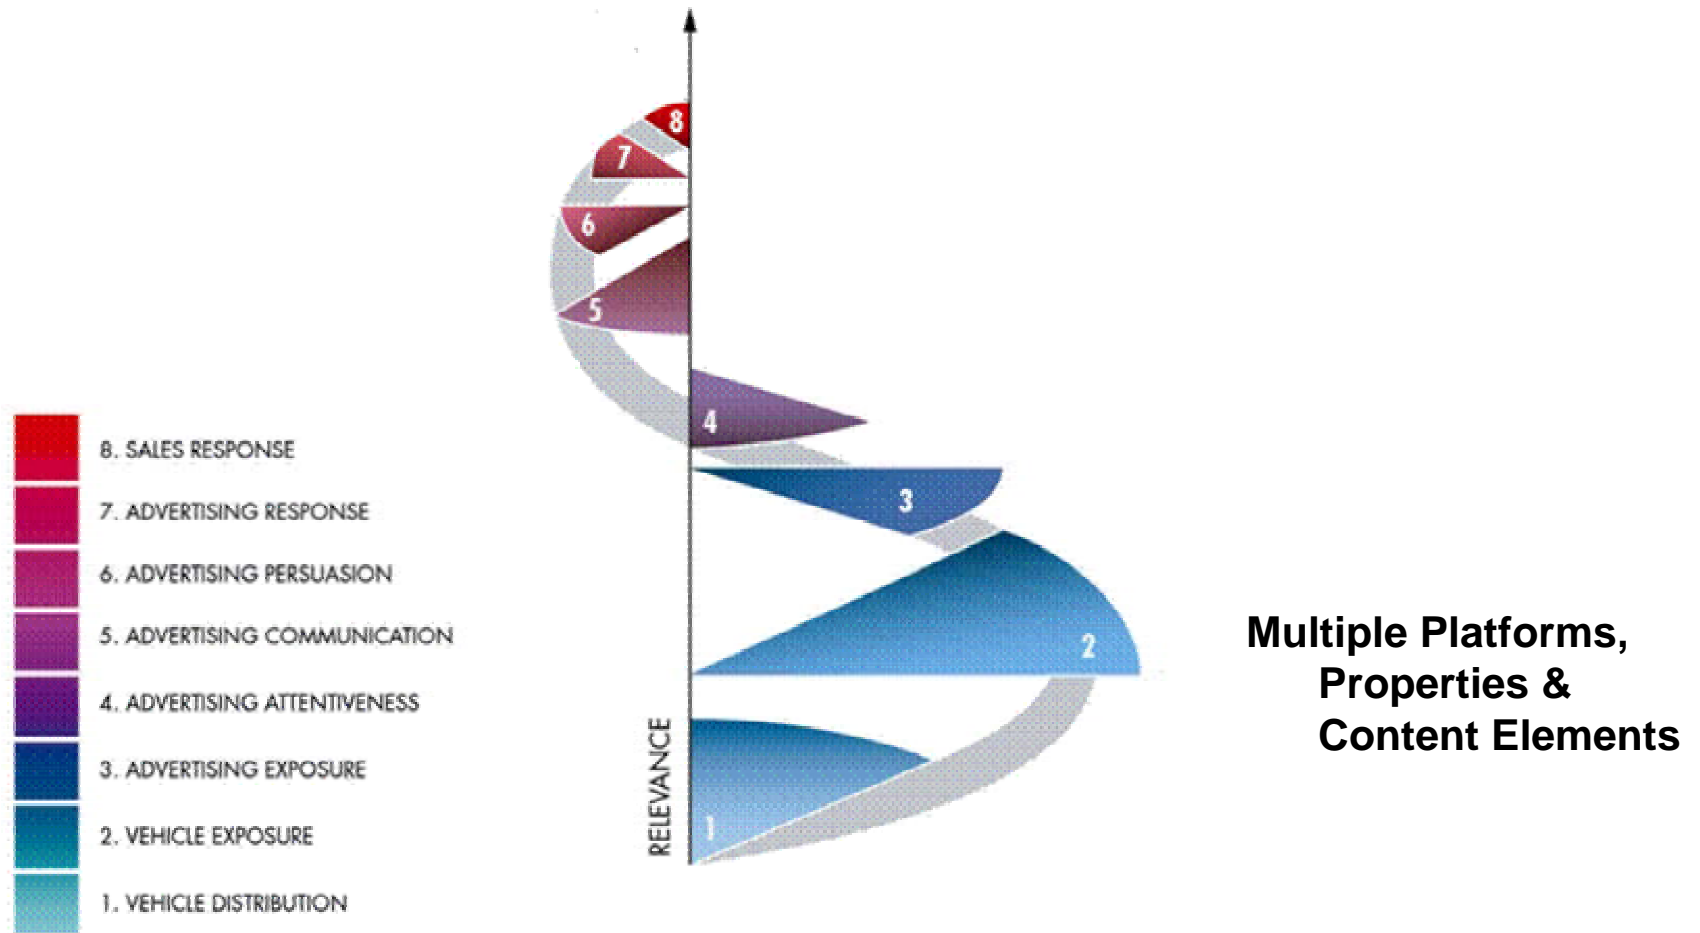 8
7
6
5
4
3
2
1
RELEVANCE
8. SALES RESPONSE
7. ADVERTISING RESPONSE
6. ADVERTISING PERSUASION
5. ADVERTISING COMMUNICATION
4. ADVERTISING ATTENTIVENESS
3. ADVERTISING EXPOSURE
2. VEHICLE EXPOSURE
1. VEHICLE DISTRIBUTION
Multiple Platforms,
Properties &
Content Elements